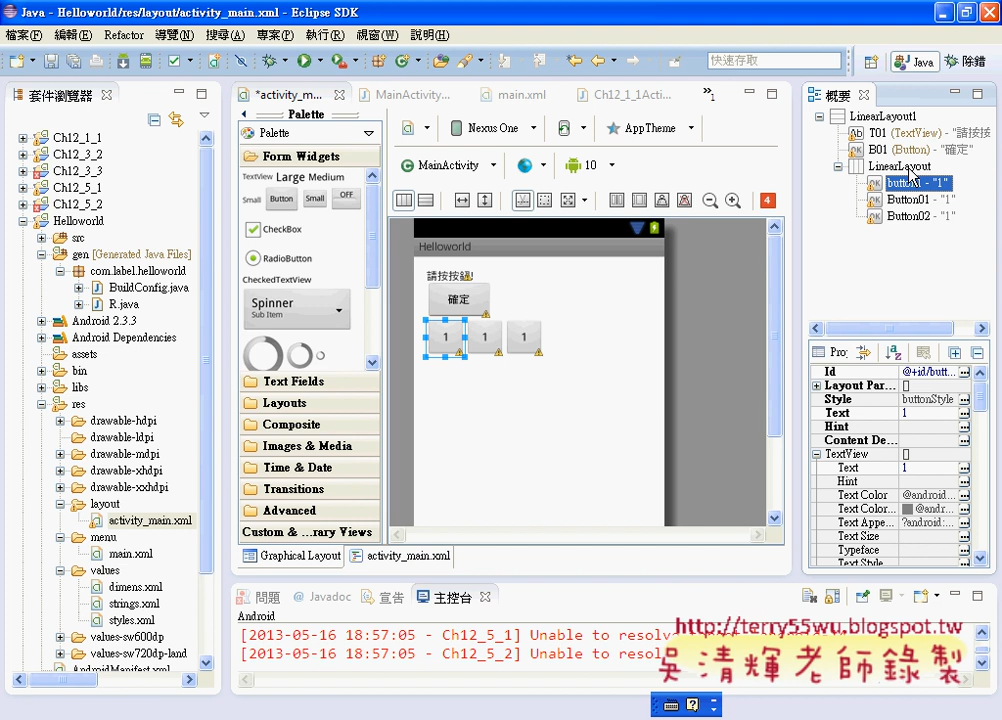 Java - Helloworld/res/layout/activity_main.xml - Eclipse SDK
檔案(F) 編輯(E) Refactor 導覽(N) 搜尋(A) 專案(P) 執行(R) 視窗(W) 說明(H)
快速存取
Java
除錯
套件瀏覽器
Ch12_1_1
Ch12_3_2
Ch12_3_3
Ch12_5_1
Ch12_5_2
Helloworld
src
gen [Generated Java Files]
com.label.helloworld
BuildConfig.java
R.java
Android 2.3.3
Android Dependencies
assets
bin
libs
res
drawable-hdpi
drawable-ldpi
drawable-mdpi
drawable-xhdpi
drawable-xxhdpi
layout
activity_main.xml
menu
main.xml
values
dimens.xml
strings.xml
styles.xml
values-sw600dp
values-sw720dp-land
AndroidManifest.xml
*activity_m...
MainActivity...
main.xml
Ch12_1_1Acti...
»1
Palette
Palette
Form Widgets
TextView Large Medium
Small Button Small OFF
CheckBox
RadioButton
CheckedTextView
Spinner
Sub Item
Text Fields
Layouts
Composite
Images & Media
Time & Date
Transitions
Advanced
Custom & ...rary Views
Nexus One
AppTheme
MainActivity
10
4
Helloworld
請按按鈕!
確定
1 1 1
Graphical Layout
activity_main.xml
概要
LinearLayout1
T01 (TextView) - "請按按
B01 (Button) - "確定"
LinearLayout
button1 - "1"
Button01 - "1"
Button02 - "1"
Pro
Id @+id/butt...
Layout Par... []
Style buttonStyle
Text 1
Hint
Content De...
TextView []
Text 1
Hint
Text Color @android...
Text Color... @andr...
Text Appe... ?android:...
Text Size
Typeface
Text Style
問題 @ Javadoc 宣告 主控台
Android
[2013-05-16 18:57:05 - Ch12_5_1] Unable to resolv
[2013-05-16 18:57:05 - Ch12_5_2] Unable to resol
http://terry55wu.blogspot.tw
吳清輝老師錄製